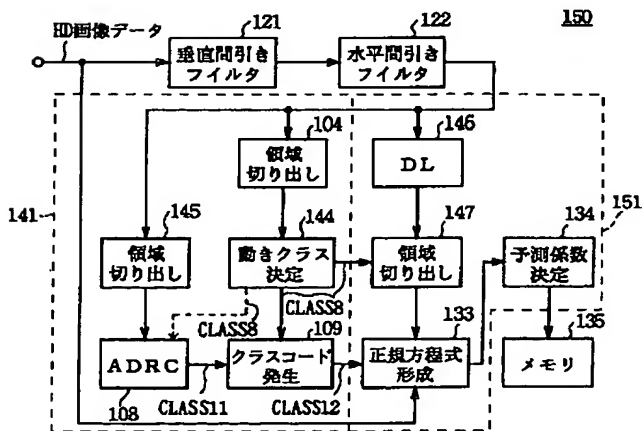 HD画像データ
121
122
150
垂直間引き
フィルタ
水平間引き
フィルタ
104
146
領域
切り出し
DL
141
151
145
144
147
134
領域
切り出し
動きクラス
決定
領域
切り出し
予測係数
決定
CLASS8
CLASS8
109
133
135
ADRC
クラスコード
発生
正規方程式
形成
メモリ
108
CLASS11
CLASS12